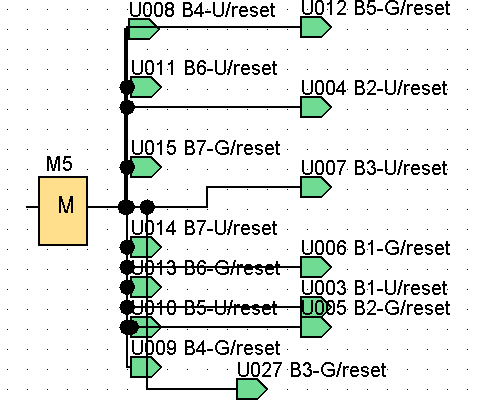 U008 B4-U/reset
U012 B5-G/reset
U011 B6-U/reset
U004 B2-U/reset
U015 B7-G/reset
M5
U007 B3-U/reset
M
U014 B7-U/reset
U006 B1-G/reset
U013 B6-G/reset
U003 B1-U/reset
U010 B5-U/reset
U005 B2-G/reset
U009 B4-G/reset
U027 B3-G/reset